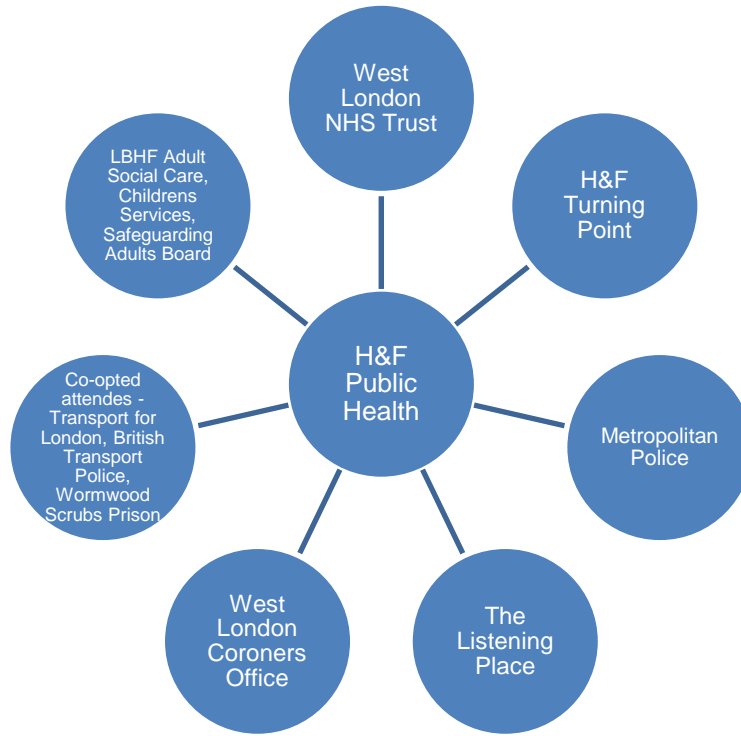 West
London
NHS Trust
LBHF Adult
Social Care,
Childrens
Services,
Safeguarding
Adults Board
H&F
Turning
Point
H&F
Public
Health
Co-opted
attendes -
Transport for
London, British
Transport
Police,
Wormwood
Scrubs Prison
Metropolitan
Police
West
London
Coroners
Office
The
Listening
Place